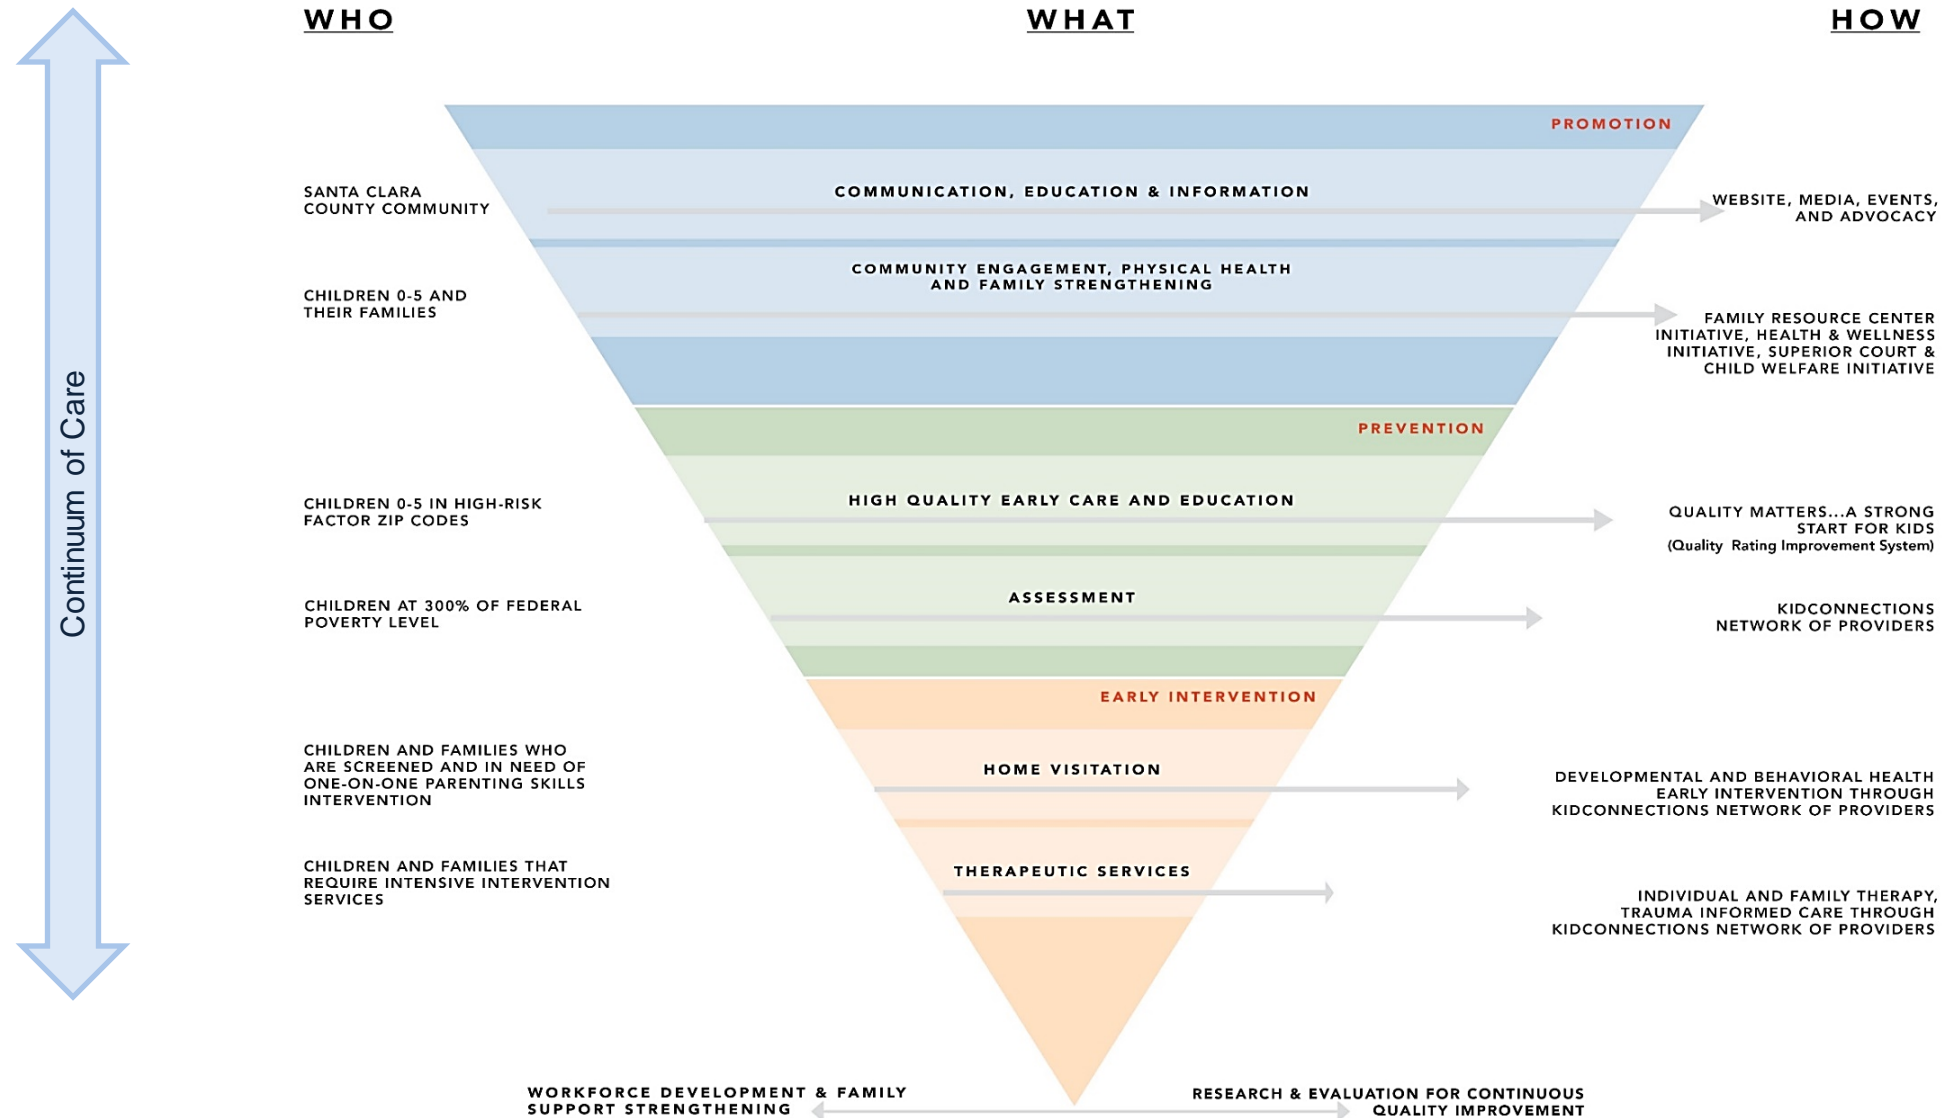 WHO
WHAT
HOW
Continuum of Care
PROMOTION
SANTA CLARA
COUNTY COMMUNITY
COMMUNICATION, EDUCATION & INFORMATION
WEBSITE, MEDIA, EVENTS,
AND ADVOCACY
CHILDREN 0-5 AND
THEIR FAMILIES
COMMUNITY ENGAGEMENT, PHYSICAL HEALTH
AND FAMILY STRENGTHENING
FAMILY RESOURCE CENTER
INITIATIVE, HEALTH & WELLNESS
INITIATIVE, SUPERIOR COURT &
CHILD WELFARE INITIATIVE
PREVENTION
CHILDREN 0-5 IN HIGH-RISK
FACTOR ZIP CODES
HIGH QUALITY EARLY CARE AND EDUCATION
QUALITY MATTERS...A STRONG
START FOR KIDS
(Quality Rating Improvement System)
CHILDREN AT 300% OF FEDERAL
POVERTY LEVEL
ASSESSMENT
KIDCONNECTIONS
NETWORK OF PROVIDERS
EARLY INTERVENTION
CHILDREN AND FAMILIES WHO
ARE SCREENED AND IN NEED OF
ONE-ON-ONE PARENTING SKILLS
INTERVENTION
HOME VISITATION
DEVELOPMENTAL AND BEHAVIORAL HEALTH
EARLY INTERVENTION THROUGH
KIDCONNECTIONS NETWORK OF PROVIDERS
CHILDREN AND FAMILIES THAT
REQUIRE INTENSIVE INTERVENTION
SERVICES
THERAPEUTIC SERVICES
INDIVIDUAL AND FAMILY THERAPY,
TRAUMA INFORMED CARE THROUGH
KIDCONNECTIONS NETWORK OF PROVIDERS
WORKFORCE DEVELOPMENT & FAMILY
SUPPORT STRENGTHENING
RESEARCH & EVALUATION FOR CONTINUOUS
QUALITY IMPROVEMENT